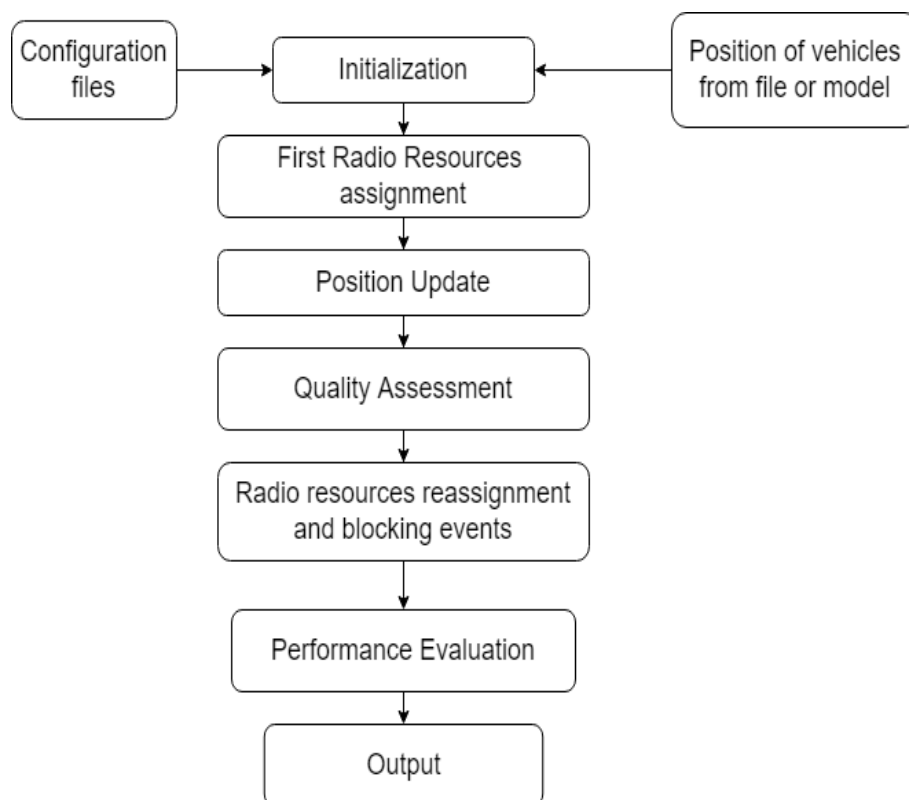 Configuration
files
Initialization
Position of vehicles
from file or model
First Radio Resources
assignment
Position Update
Quality Assessment
Radio resources reassignment
and blocking events
Performance Evaluation
Output